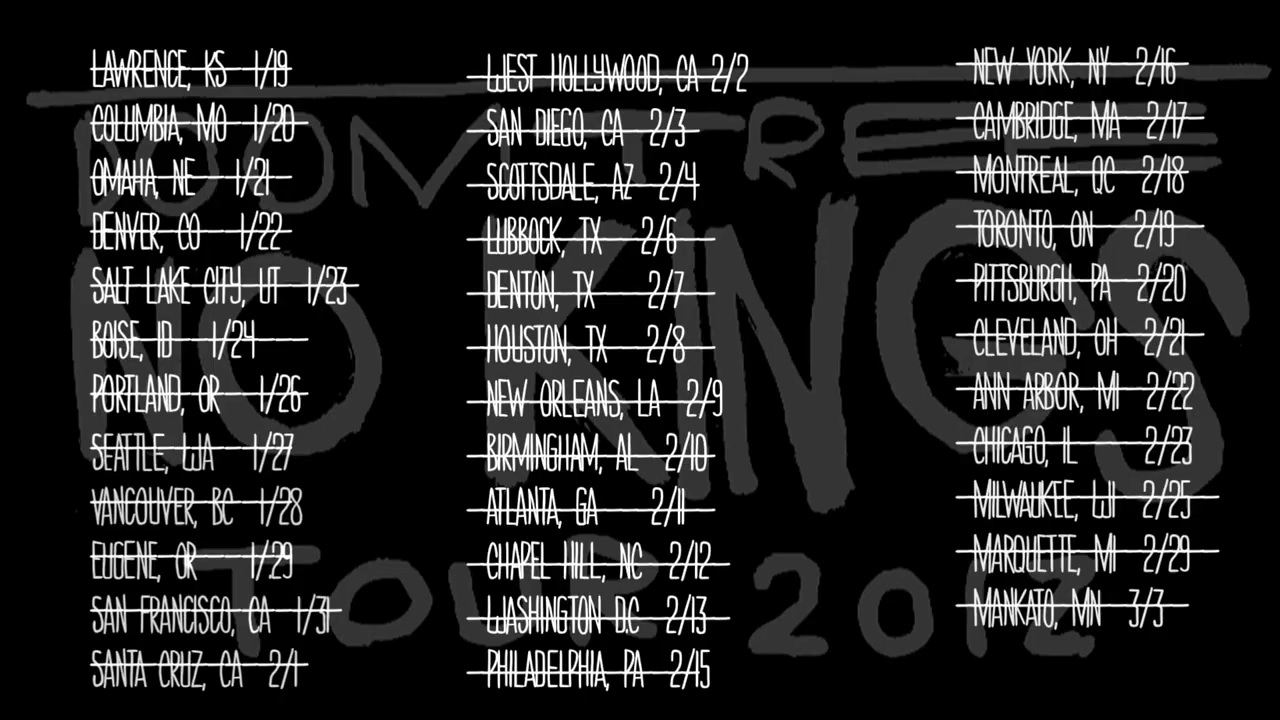 LAWRENCE, KS 1/19
COLUMBIA, MO 1/20
OMAHA, NE 1/21
DENVER, CO 1/22
SALT LAKE CITY, UT 1/23
BOISE, ID 1/24
PORTLAND, OR 1/26
SEATTLE, WA 1/27
VANCOUVER, BC 1/28
EUGENE, OR 1/29
SAN FRANCISCO, CA 1/31
SANTA CRUZ, CA 2/1
WEST HOLLYWOOD, CA 2/2
SAN DIEGO, CA 2/3
SCOTTSDALE, AZ 2/4
LUBBOCK, TX 2/6
DENTON, TX 2/7
HOUSTON, TX 2/8
NEW ORLEANS, LA 2/9
BIRMINGHAM, AL 2/10
ATLANTA, GA 2/11
CHAPEL HILL, NC 2/12
WASHINGTON D.C 2/13
PHILADELPHIA, PA 2/15
NEW YORK, NY 2/16
CAMBRIDGE, MA 2/17
MONTREAL, QC 2/18
TORONTO, ON 2/19
PITTSBURGH, PA 2/20
CLEVELAND, OH 2/21
ANN ARBOR, MI 2/22
CHICAGO, IL 2/23
MILWAUKEE, WI 2/25
MARQUETTE, MI 2/29
MANKATO, MN 3/3
DOOMTREE
NO KINGS
TOUR 2012